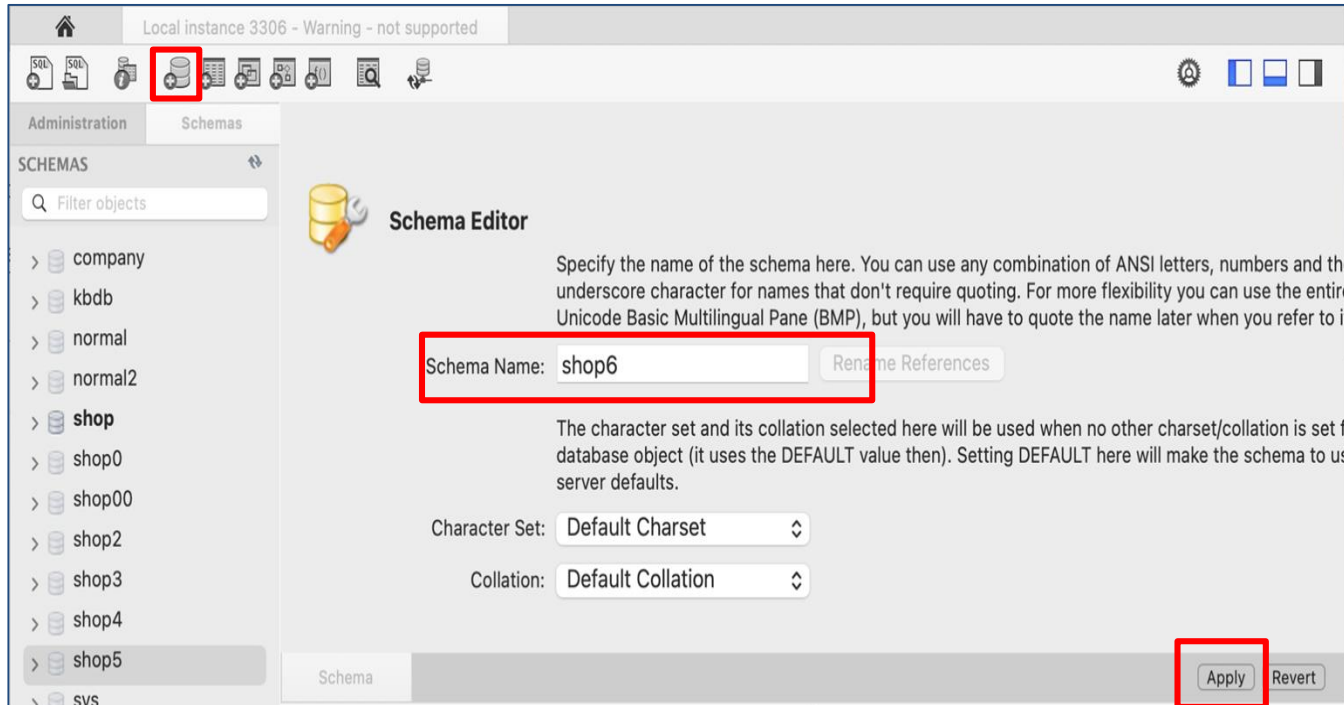 Local instance 3306 - Warning - not supported
SQL SQL
Administration Schemas
SCHEMAS
Filter objects
company
kbdb
normal
normal2
shop
shop0
shop00
shop2
shop3
shop4
shop5
sys
Schema Editor
Specify the name of the schema here. You can use any combination of ANSI letters, numbers and the
underscore character for names that don't require quoting. For more flexibility you can use the entire
Unicode Basic Multilingual Pane (BMP), but you will have to quote the name later when you refer to i
Schema Name: shop6 Rename References
The character set and its collation selected here will be used when no other charset/collation is set f
database object (it uses the DEFAULT value then). Setting DEFAULT here will make the schema to us
server defaults.
Character Set: Default Charset
Collation: Default Collation
Schema Apply Revert